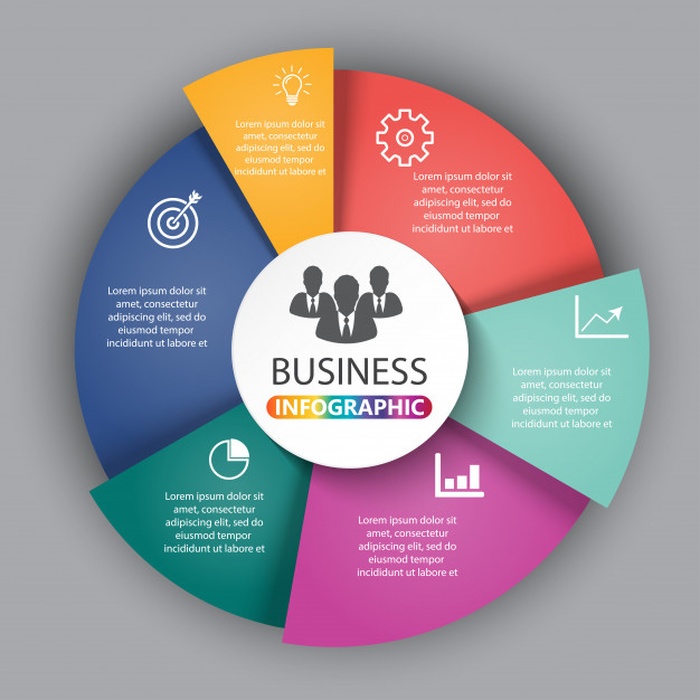 Lorem ipsum dolor sit
amet, consectetur
adipiscing elit, sed do
eiusmod tempor
incididunt ut labore et
Lorem ipsum dolor sit
amet, consectetur
adipiscing elit, sed do
eiusmod tempor
incididunt ut labore et
Lorem ipsum dolor sit
amet, consectetur
adipiscing elit, sed do
eiusmod tempor
incididunt ut labore et
BUSINESS
INFOGRAPHIC
Lorem ipsum dolor sit
amet, consectetur
adipiscing elit, sed do
eiusmod tempor
incididunt ut labore et
Lorem ipsum dolor sit
amet, consectetur
adipiscing elit, sed do
eiusmod tempor
incididunt ut labore et
Lorem ipsum dolor sit
amet, consectetur
adipiscing elit, sed do
eiusmod tempor
incididunt ut labore et